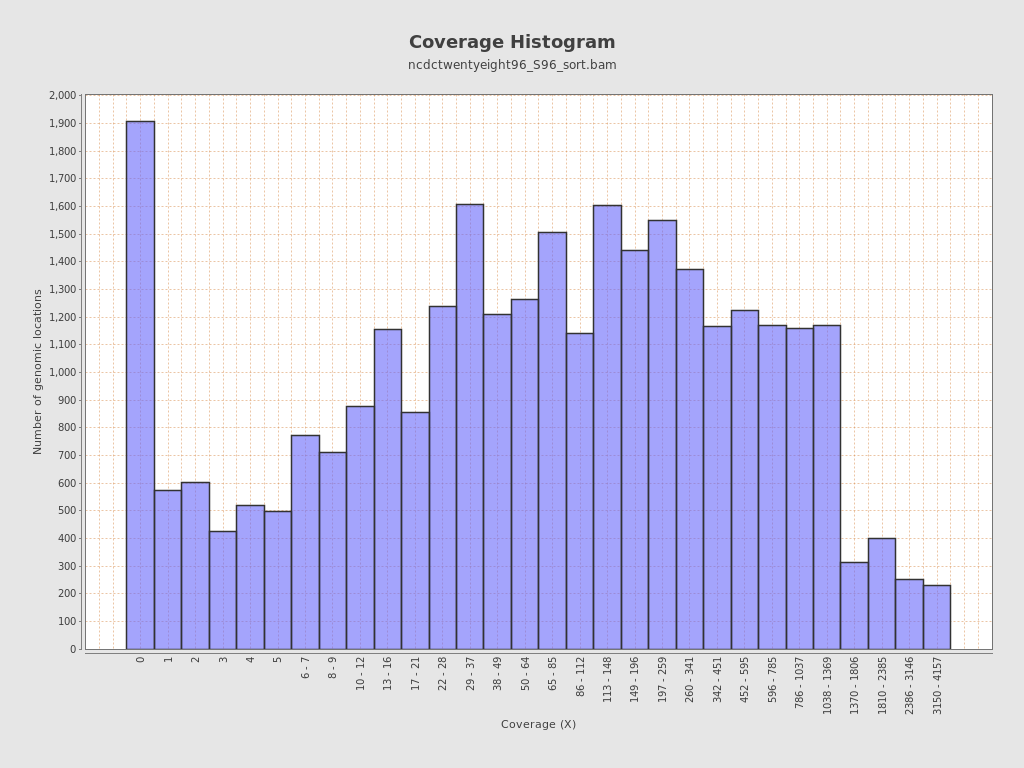 Coverage Histogram
ncdctwentyeight96_S96_sort.bam
2,000
1,900
1,800
1,700
1,600
1,500
1,400
1,300
1,200
1,100
1,000
900
800
700
600
500
400
300
200
100
0
Number of genomic locations
0
1
2
3
4
5
6 - 7
8 - 9
10 - 12
13 - 16
17 - 21
22 - 28
29 - 37
38 - 49
50 - 64
65 - 85
86 - 112
113 - 148
149 - 196
197 - 259
260 - 341
342 - 451
452 - 595
596 - 785
786 - 1037
1038 - 1369
1370 - 1806
1810 - 2385
2386 - 3146
3150 - 4157
Coverage (X)